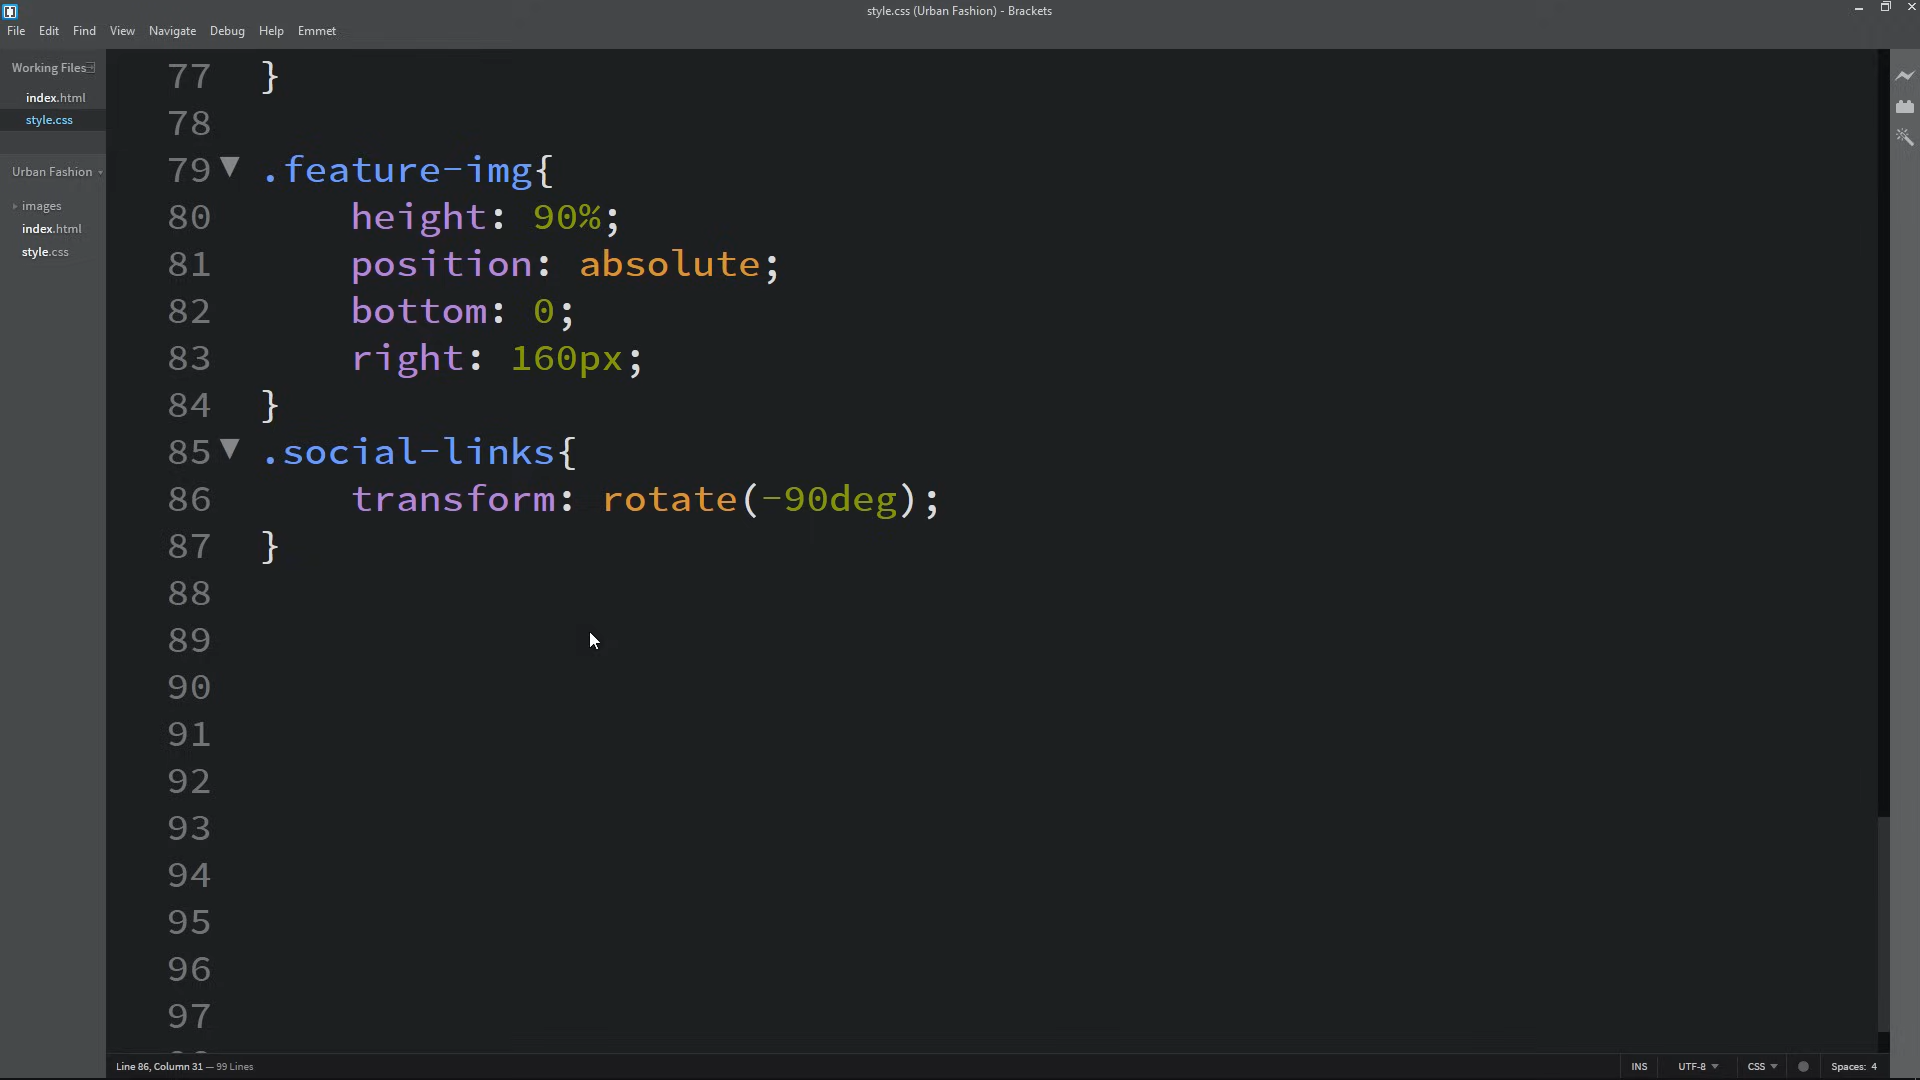 style.css (Urban Fashion) - Brackets
File Edit Find View Navigate Debug Help Emmet
Working Files
index.html
style.css
Urban Fashion
images
index.html
style.css
77 }
78
79 .feature-img{
80     height: 90%;
81     position: absolute;
82     bottom: 0;
83     right: 160px;
84 }
85 .social-links{
86     transform: rotate(-90deg);
87 }
88
89
90
91
92
93
94
95
96
97
Line 86, Column 31 — 99 Lines
INS UTF-8 CSS Spaces: 4